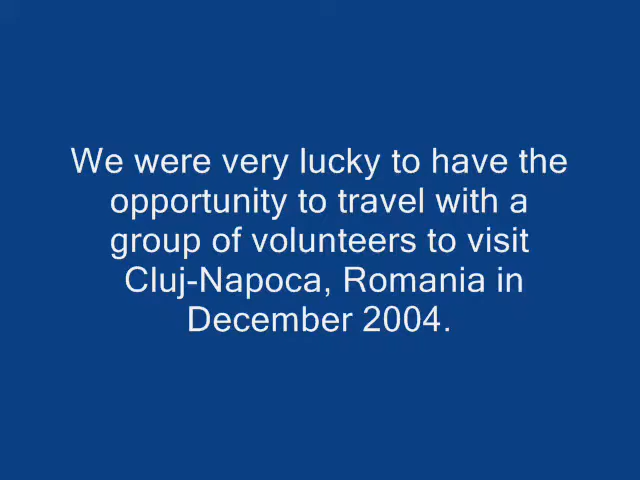 We were very lucky to have the
opportunity to travel with a
group of volunteers to visit
Cluj-Napoca, Romania in
December 2004.